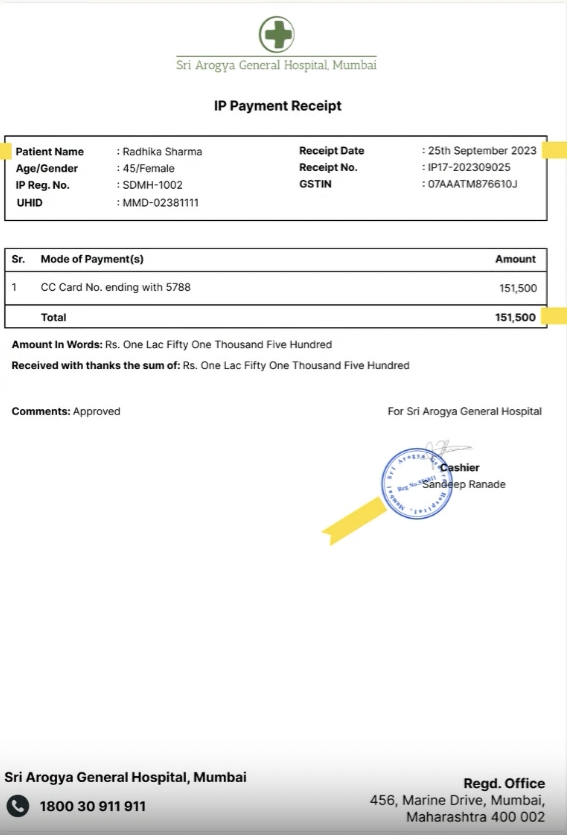 Sri Arogya General Hospital, Mumbai
IP Payment Receipt
Patient Name : Radhika Sharma Receipt Date : 25th September 2023
Age/Gender : 45/Female Receipt No. : IP17-202309025
IP Reg. No. : SDMH-1002 GSTIN : 07AAATM876610J
UHID : MMD-02381111
Sr. Mode of Payment(s) Amount
1 CC Card No. ending with 5788 151,500
Total 151,500
Amount In Words: Rs. One Lac Fifty One Thousand Five Hundred
Received with thanks the sum of: Rs. One Lac Fifty One Thousand Five Hundred
Comments: Approved For Sri Arogya General Hospital
Cashier
Sandeep Ranade
Sri Arogya General Hospital, Mumbai
Reg No.
Sri Arogya General Hospital, Mumbai
1800 30 911 911
Regd. Office
456, Marine Drive, Mumbai,
Maharashtra 400 002